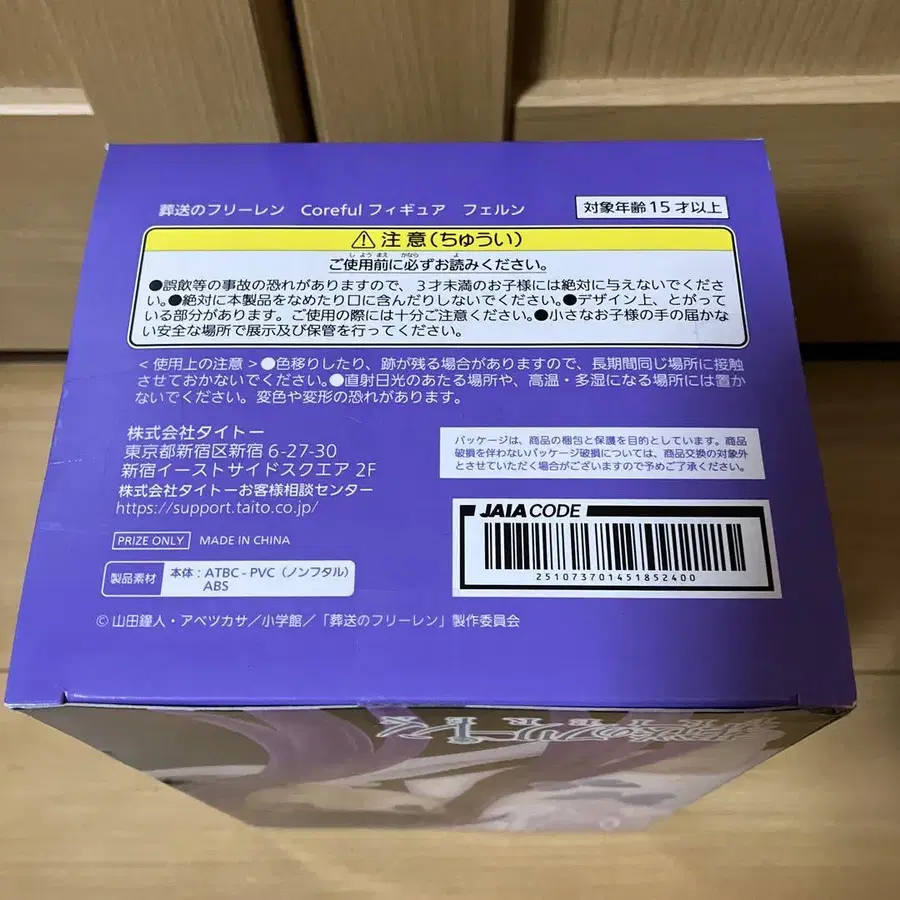 葬送のフリーレン Coreful フィギュア フェルン
対象年齢15才以上
⚠注意(ちゅうい)
ご使用前に必ずお読みください。
●誤飲等の事故の恐れがありますので、3才未満のお子様には絶対に与えないでくださ
い。●絶対に本製品をなめたり口に含んだりしないでください。●デザイン上、とがって
いる部分があります。ご使用の際には十分ご注意ください。●小さなお子様の手の届かな
い安全な場所で展示及び保管を行ってください。
<使用上の注意>●色移りしたり、跡が残る場合がありますので、長期間同じ場所に接触
させておかないでください。●直射日光のあたる場所や、高温・多湿になる場所には置か
ないでください。変色や変形の恐れがあります。
株式会社タイトー
東京都新宿区新宿 6-27-30
新宿イーストサイドスクエア 2F
株式会社タイトーお客様相談センター
https://support.taito.co.jp/
パッケージは、商品の梱包と保護を目的としています。商品
破損を伴わないパッケージ破損については、商品交換の対象外
とさせていただく場合がございますので予めご了承ください。
PRIZE ONLY MADE IN CHINA
JAIA CODE
251073701451852400
製品素材 本体:ATBC-PVC(ノンフタル)
ABS
©山田鐘人・アベツカサ/小学館/「葬送のフリーレン」製作委員会
葬送のフリーレン